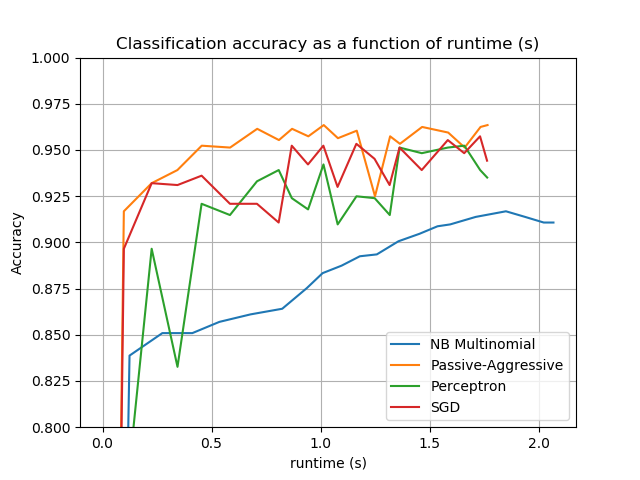 Classification accuracy as a function of runtime (s)
1.000
0.975
0.950
0.925
0.900
0.875
0.850
0.825
0.800
Accuracy
NB Multinomial
Passive-Aggressive
Perceptron
SGD
0.0 0.5 1.0 1.5 2.0
runtime (s)